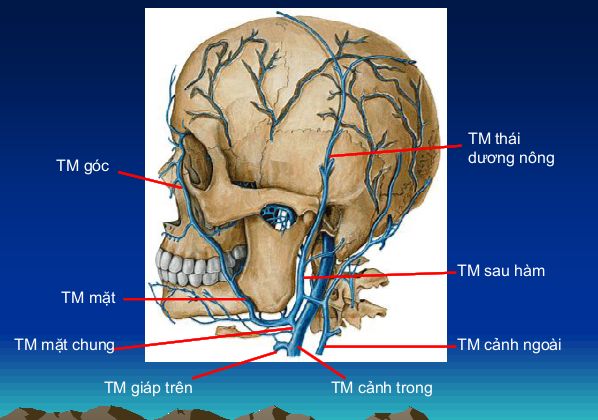 TM góc
TM thái
dương nông
TM sau hàm
TM mặt
TM mặt chung
TM cảnh ngoài
TM giáp trên
TM cảnh trong